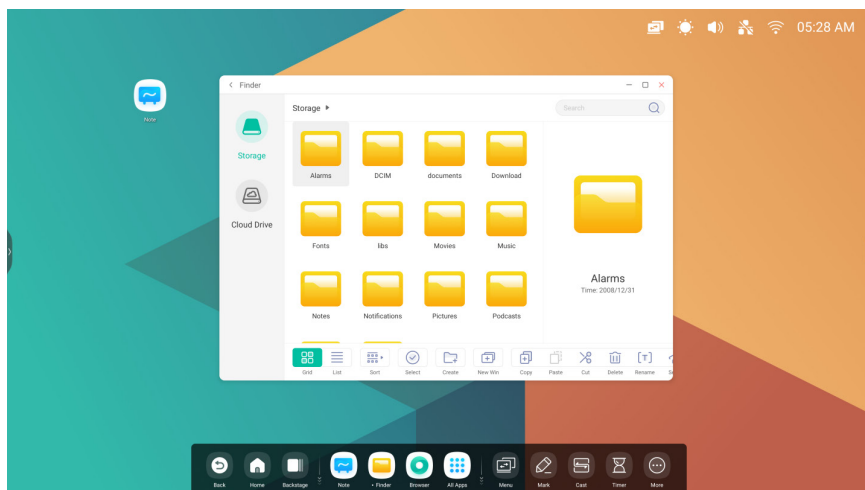 05:28 AM
Note
Finder
Storage
Search
Storage
Cloud Drive
Alarms DCIM documents Download
Fonts libs Movies Music
Notes Notifications Pictures Podcasts
Alarms
Time: 2008/12/31
Grid List Sort Select Create New Win Copy Paste Cut Delete Rename
Back Home Backstage Note • Finder Browser All Apps Menu Mark Cast Timer More